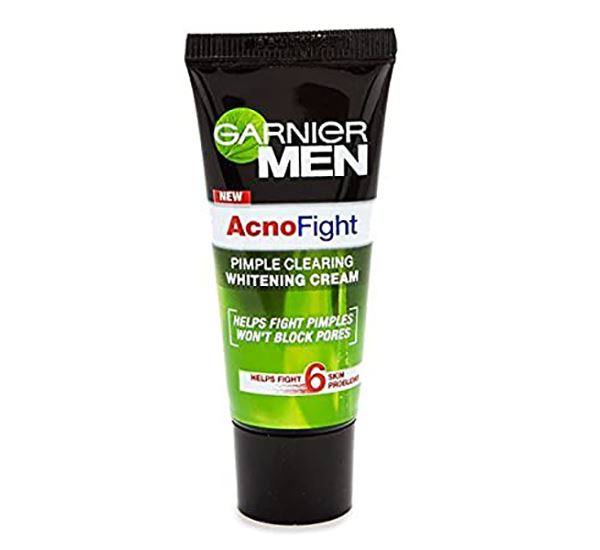 GARNIER
MEN
NEW
AcnoFight
PIMPLE CLEARING
WHITENING CREAM
HELPS FIGHT PIMPLES
WON'T BLOCK PORES
HELPS FIGHT 6 SKIN
PROBLEMS